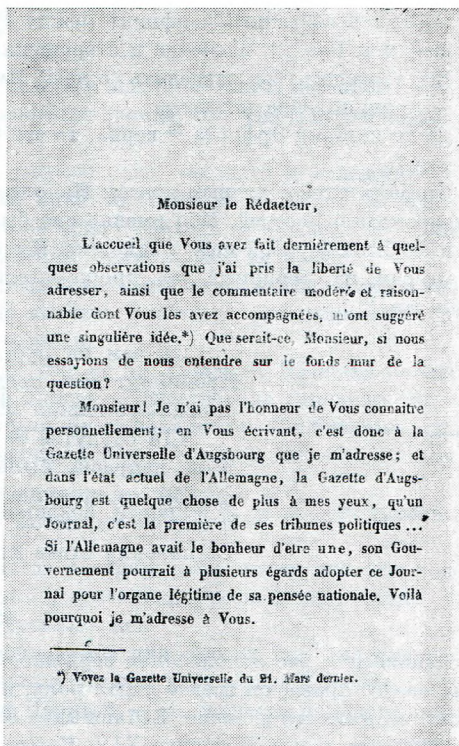 Monsieur le Rédacteur,
L'accueil que Vous avez fait dernièrement à quel-
ques observations que j'ai pris la liberté de Vous
adresser, ainsi que le commentaire modéré et raison-
nable dont Vous les avez accompagnées, m'ont suggéré
une singulière idée.*) Que serait-ce, Monsieur, si nous
essayions de nous entendre sur le fonds mur de la
question?
Monsieur! Je n'ai pas l'honneur de Vous connaitre
personnellement; en Vous écrivant, c'est donc à la
Gazette Universelle d'Augsbourg que je m'adresse; et
dans l'état actuel de l'Allemagne, la Gazette d'Augs-
bourg est quelque chose de plus à mes yeux, qu'un
Journal, c'est la première de ses tribunes politiques ...
Si l'Allemagne avait le bonheur d'etre une, son Gou-
vernement pourrait à plusieurs égards adopter ce Jour-
nal pour l'organe légitime de sa pensée nationale. Voilà
pourquoi je m'adresse à Vous.
*) Voyez la Gazette Universelle du 21. Mars dernier.